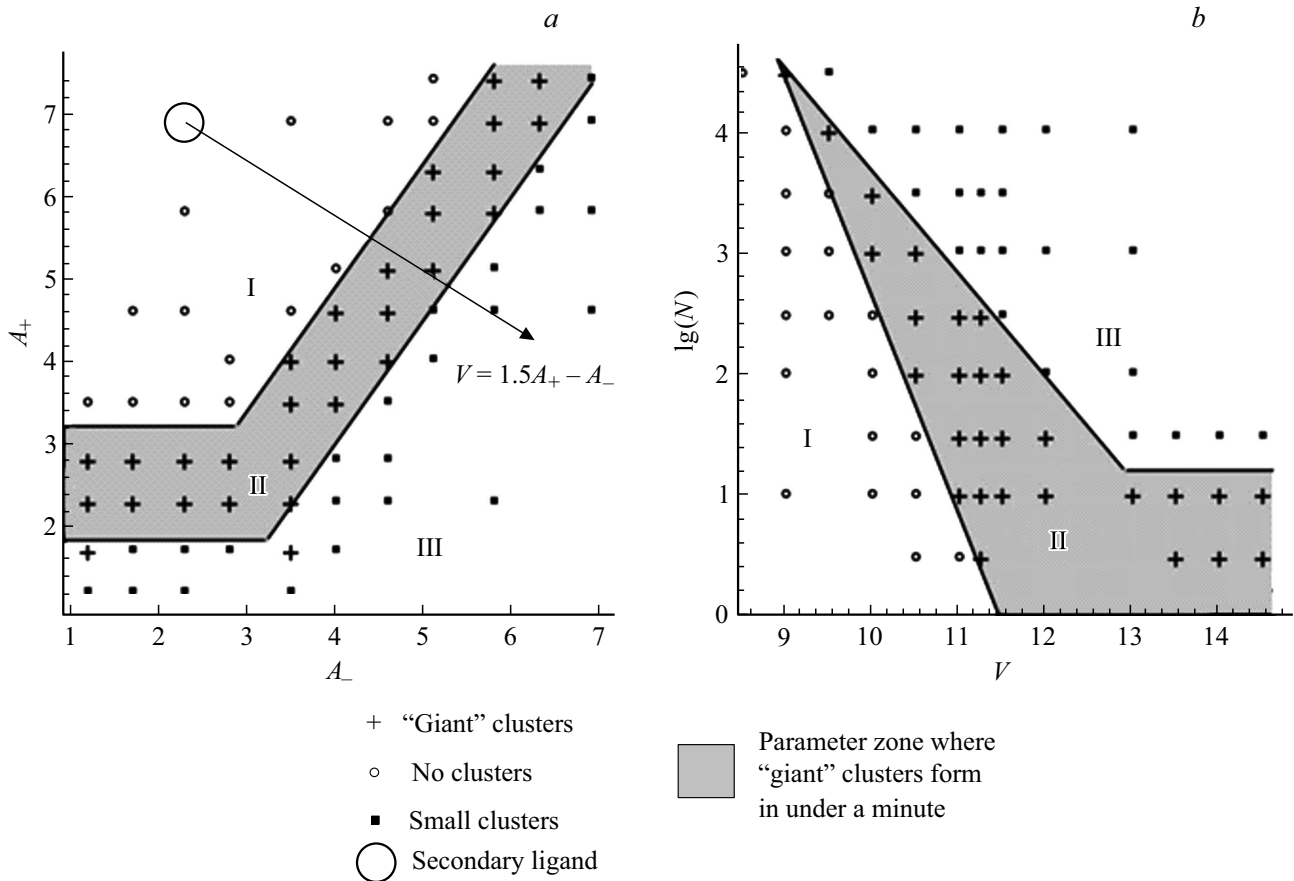 a
b
7
6
5
4
3
2
A+
I
II
III
V = 1.5A+ – A–
1 2 3 4 5 6 7
A–
4
3
2
1
0
lg(N)
I
II
III
9 10 11 12 13 14
V
+ “Giant” clusters
No clusters
Small clusters
Secondary ligand
Parameter zone where
“giant” clusters form
in under a minute